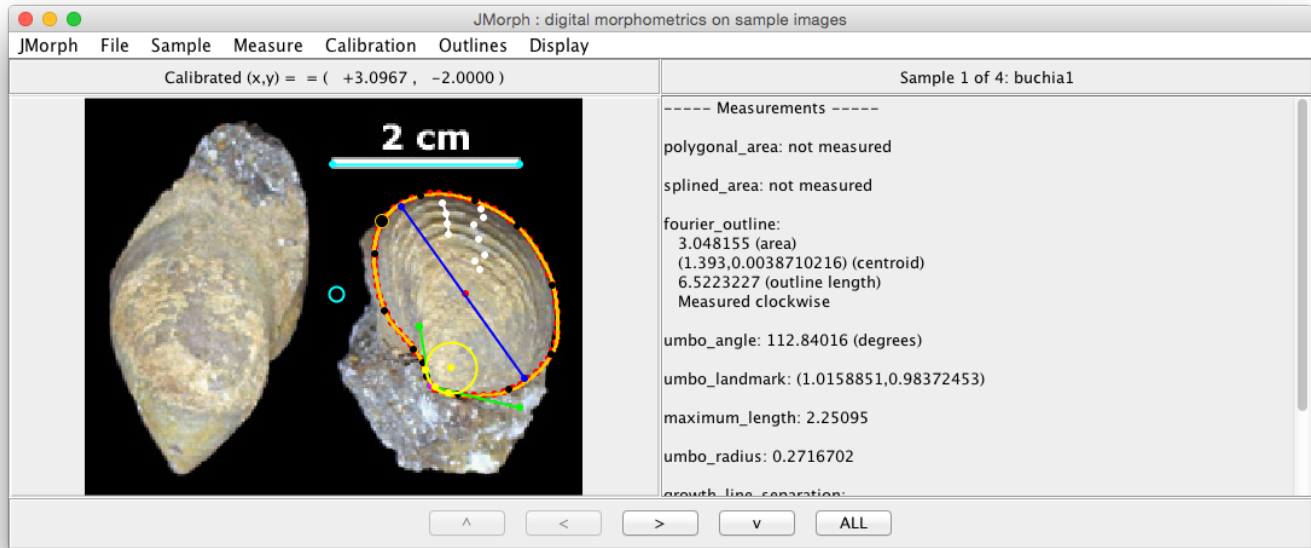 JMorph : digital morphometrics on sample images
JMorph File Sample Measure Calibration Outlines Display
Calibrated (x,y) = = ( +3.0967 , -2.0000 )
Sample 1 of 4: buchia1
2 cm
----- Measurements -----
polygonal_area: not measured
splined_area: not measured
fourier_outline:
3.048155 (area)
(1.393,0.0038710216) (centroid)
6.5223227 (outline length)
Measured clockwise
umbo_angle: 112.84016 (degrees)
umbo_landmark: (1.0158851,0.98372453)
maximum_length: 2.25095
umbo_radius: 0.2716702
growth_line_separation:
^ < > v ALL